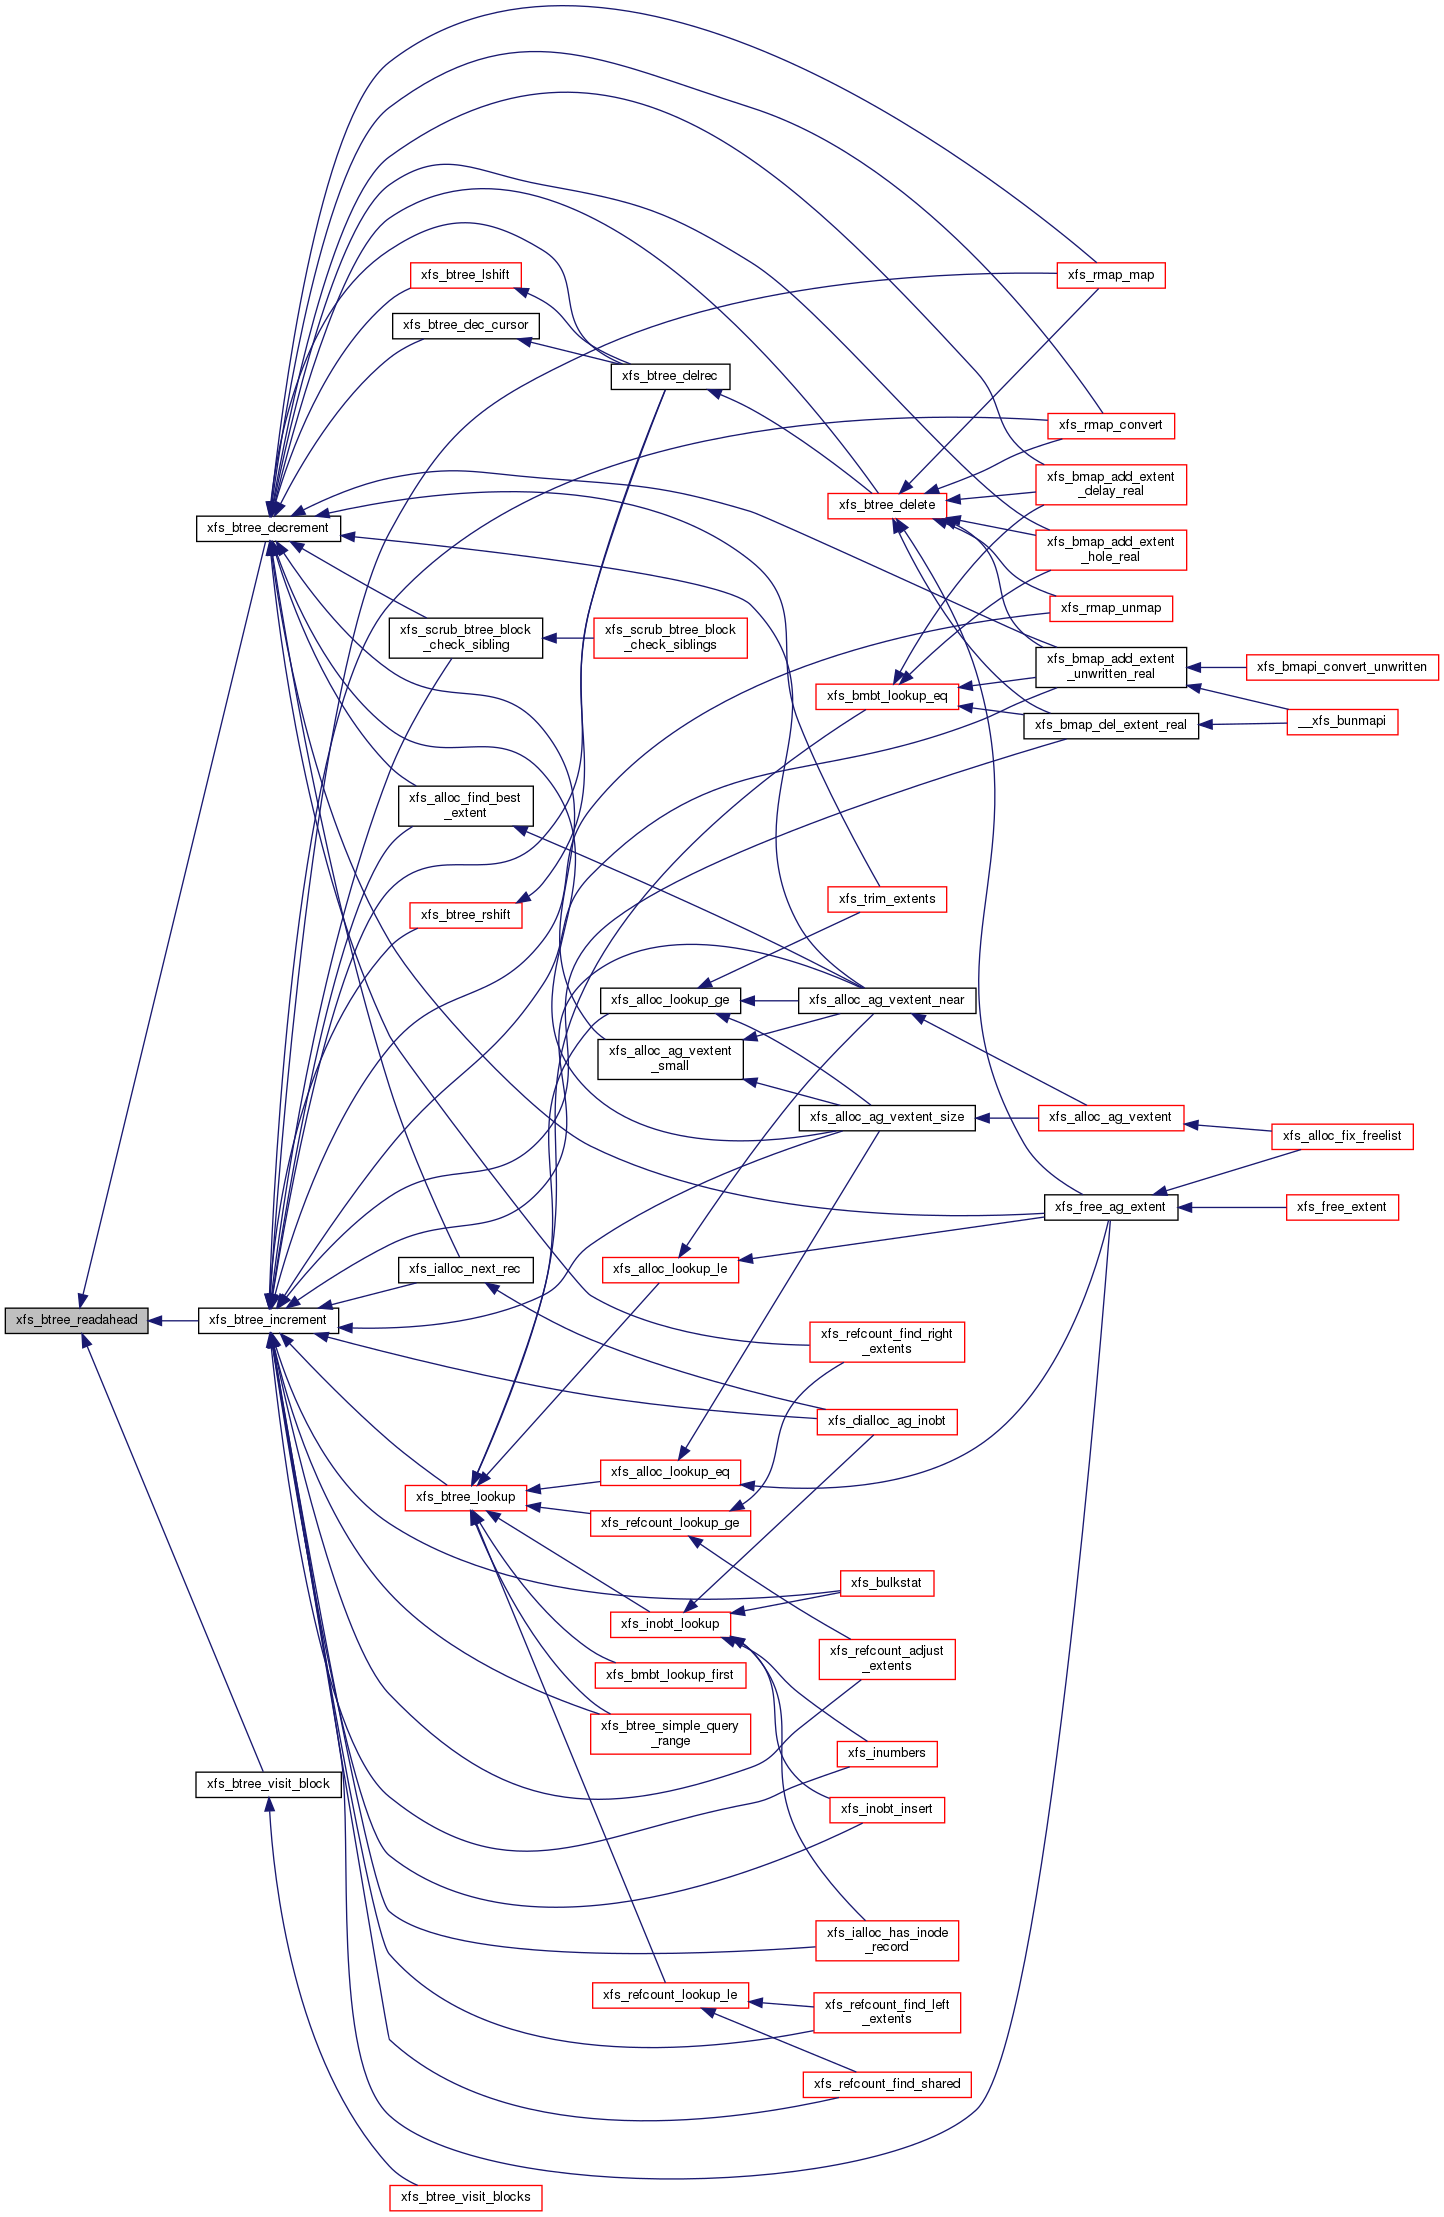 xfs_rmap_map
xfs_btree_lshift
xfs_btree_dec_cursor
xfs_btree_delrec
xfs_rmap_convert
xfs_bmap_add_extent
_delay_real
xfs_btree_delete
xfs_btree_decrement
xfs_bmap_add_extent
_hole_real
xfs_rmap_unmap
xfs_scrub_btree_block
_check_sibling
xfs_scrub_btree_block
_check_siblings
xfs_bmap_add_extent
_unwritten_real
xfs_bmapi_convert_unwritten
xfs_bmbt_lookup_eq
xfs_bmap_del_extent_real
__xfs_bunmapi
xfs_alloc_find_best
_extent
xfs_trim_extents
xfs_btree_rshift
xfs_alloc_lookup_ge
xfs_alloc_ag_vextent_near
xfs_alloc_ag_vextent
_small
xfs_alloc_ag_vextent_size
xfs_alloc_ag_vextent
xfs_alloc_fix_freelist
xfs_free_ag_extent
xfs_free_extent
xfs_ialloc_next_rec
xfs_alloc_lookup_le
xfs_btree_readahead
xfs_btree_increment
xfs_refcount_find_right
_extents
xfs_dialloc_ag_inobt
xfs_alloc_lookup_eq
xfs_btree_lookup
xfs_refcount_lookup_ge
xfs_bulkstat
xfs_inobt_lookup
xfs_refcount_adjust
_extents
xfs_bmbt_lookup_first
xfs_btree_simple_query
_range
xfs_inumbers
xfs_btree_visit_block
xfs_inobt_insert
xfs_ialloc_has_inode
_record
xfs_refcount_lookup_le
xfs_refcount_find_left
_extents
xfs_refcount_find_shared
xfs_btree_visit_blocks